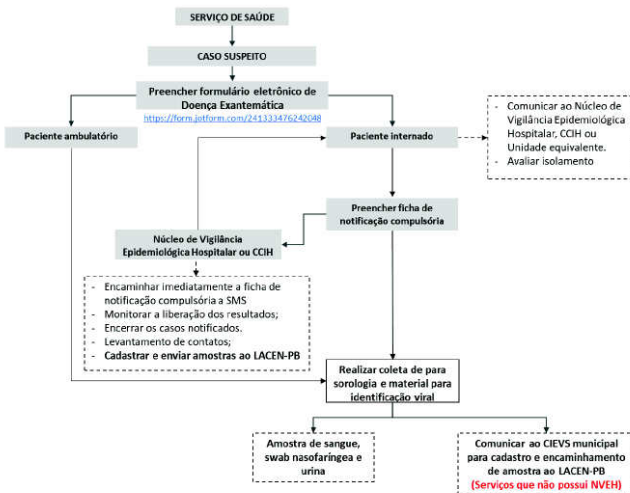 SERVIÇO DE SAÚDE
CASO SUSPEITO
Preencher formulário eletrônico de
Doença Exantemática
https://form.jotform.com/241333476242048
Paciente ambulatório
Paciente internado
- Comunicar ao Núcleo de
Vigilância Epidemiológica
Hospitalar, CCIH ou
Unidade equivalente.
- Avaliar isolamento
Preencher ficha de
notificação compulsória
Núcleo de Vigilância
Epidemiológica Hospitalar ou CCIH
- Encaminhar imediatamente a ficha de
notificação compulsória a SMS
- Monitorar a liberação dos resultados;
- Encerrar os casos notificados.
- Levantamento de contatos;
- Cadastrar e enviar amostras ao LACEN-PB
Realizar coleta de para
sorologia e material para
identificação viral
Amostra de sangue,
swab nasofaríngea e
urina
Comunicar ao CIEVS municipal
para cadastro e encaminhamento
de amostra ao LACEN-PB
(Serviços que não possui NVEH)